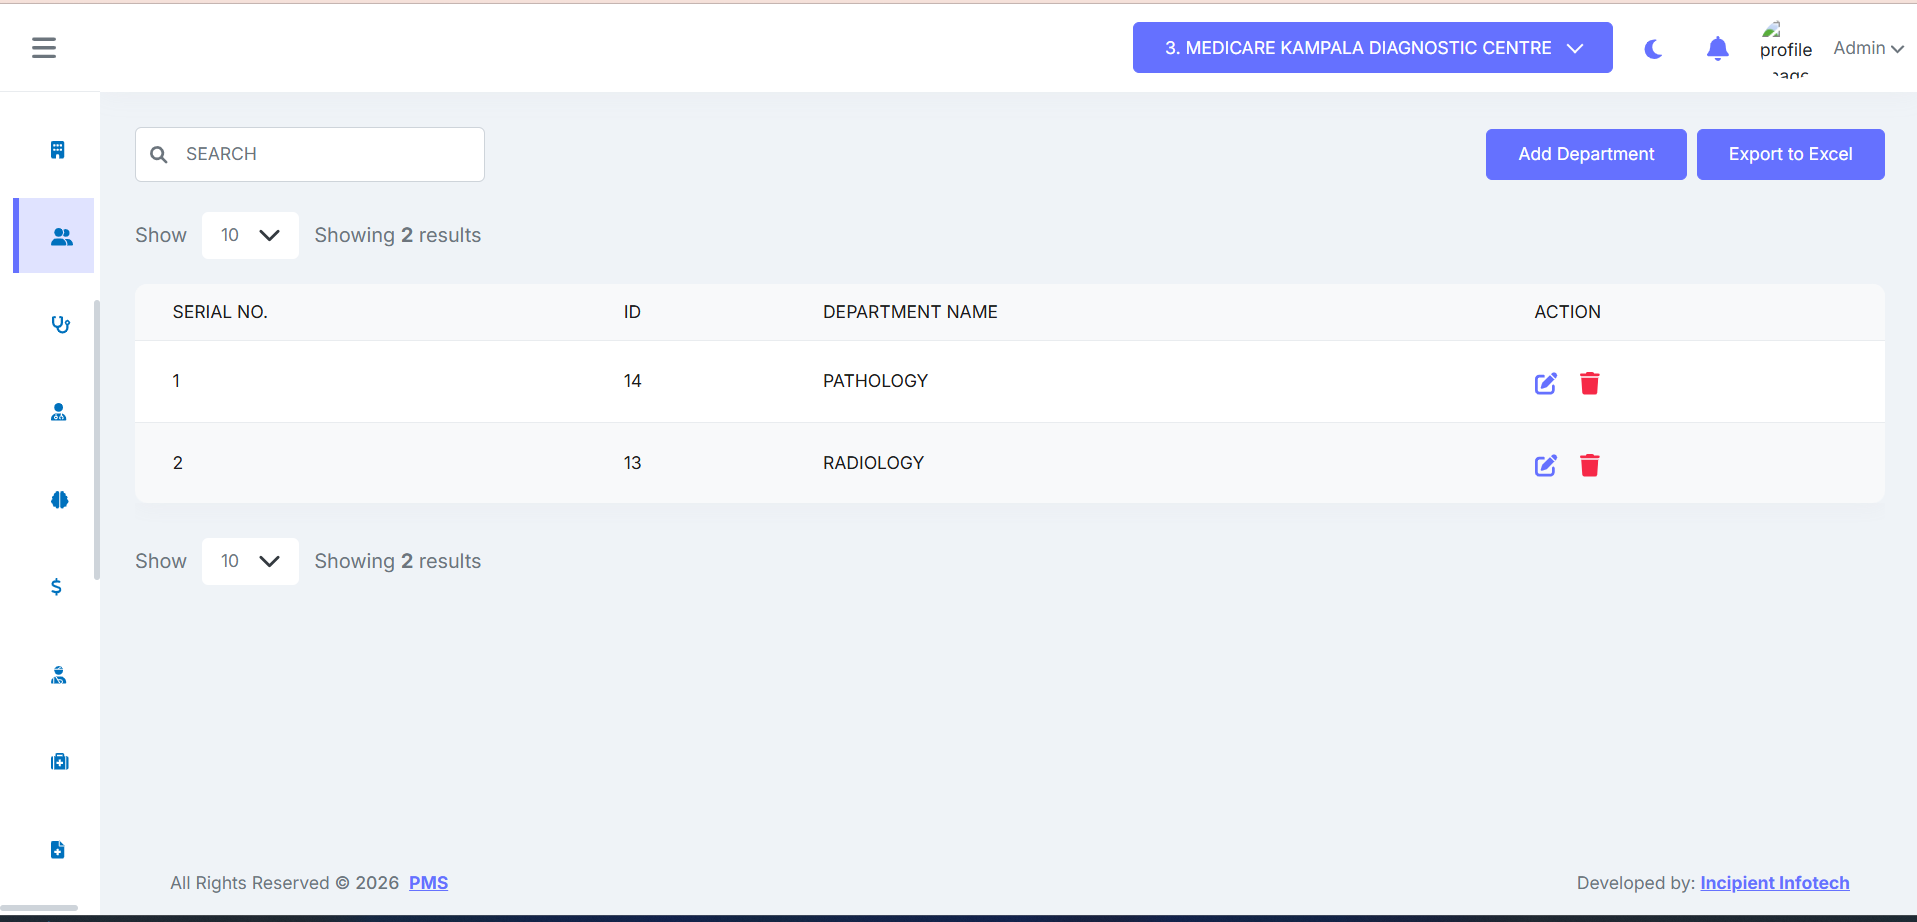 3. MEDICARE KAMPALA DIAGNOSTIC CENTRE
profile
Admin
SEARCH
Add Department
Export to Excel
Show 10 Showing 2 results
SERIAL NO. ID DEPARTMENT NAME ACTION
1 14 PATHOLOGY
2 13 RADIOLOGY
Show 10 Showing 2 results
All Rights Reserved © 2026 PMS
Developed by: Incipient Infotech